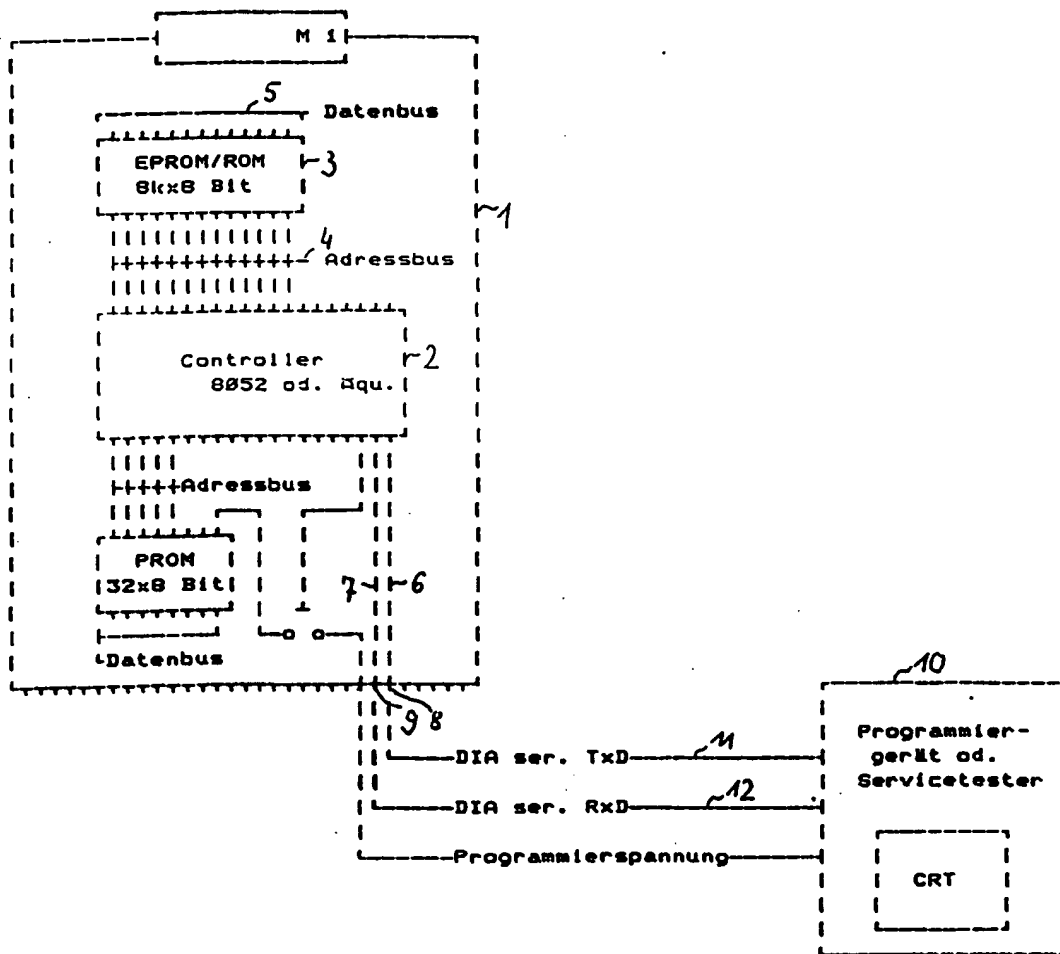 M 1
5
Datenbus
EPROM/ROM
8kx8 Bit
3
1
4
Adressbus
Controller
8052 od. äqu.
2
Adressbus
PROM
32x8 Bit
7
6
Datenbus
9 8
10
Programmier-
gerät od.
Servicetester
DIA ser. TxD
11
DIA ser. RxD
12
Programmierspannung
CRT